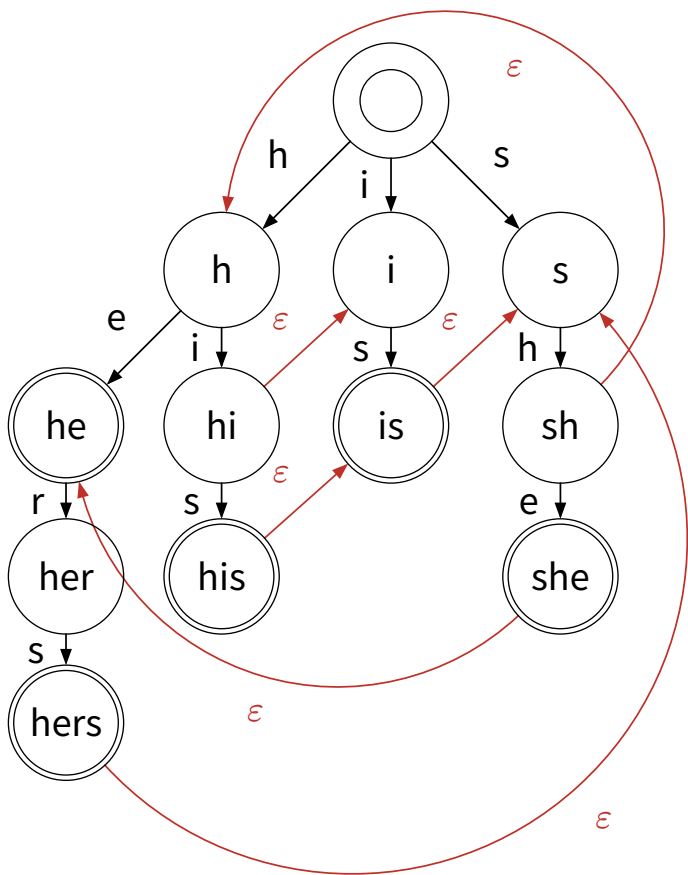 ε
h
i
s
h
i
s
e
i
ε
s
ε
h
he
hi
is
sh
r
ε
s
e
her
his
she
s
hers
ε
ε